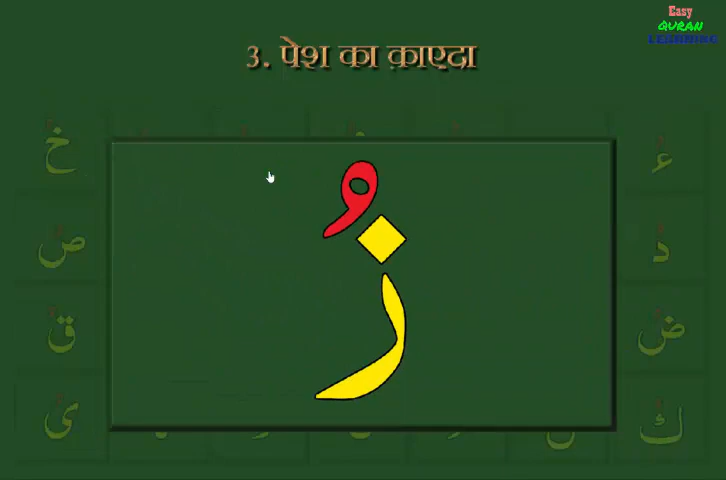 Easy
QURAN
LEARNING
3. पेश का क़ाएदा
زُ
خُ
ءُ
صُ
دُ
قُ
ضُ
ىُ
كُ